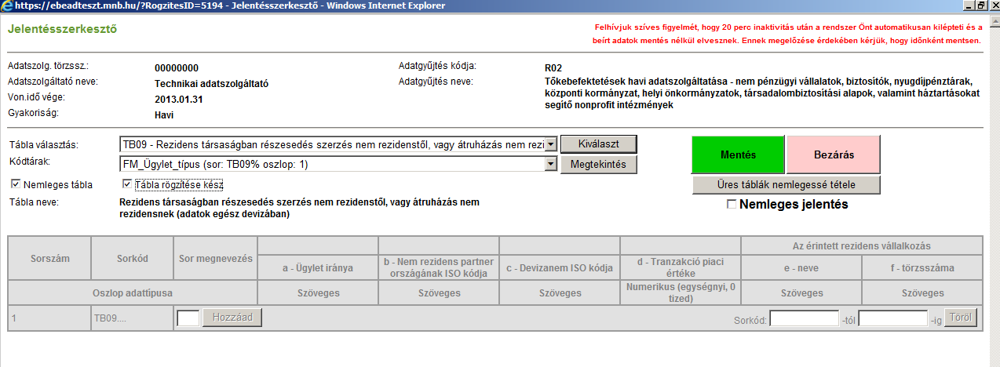 https://ebeadteszt.mnb.hu/?RogzitesID=5194 - Jelentésszerkesztő - Windows Internet Explorer
Jelentésszerkesztő
Felhívjuk szíves figyelmét, hogy 20 perc inaktivitás után a rendszer Önt automatikusan kilépteti és a
beírt adatok mentés nélkül elvesznek. Ennek megelőzése érdekében kérjük, hogy időnként mentsen.
Adatszolg. törzssz.: 00000000 Adatgyűjtés kódja: R02
Adatszolgáltató neve: Technikai adatszolgáltató Adatgyűjtés neve: Tőkebefektetések havi adatszolgáltatása - nem pénzügyi vállalatok, biztosítók, nyugdíjpénztárak,
központi kormányzat, helyi önkormányzatok, társadalombiztosítási alapok, valamint háztartásokat
segítő nonprofit intézmények
Von.idő vége: 2013.01.31
Gyakoriság: Havi
Tábla választás: TB09 - Rezidens társaságban részesedés szerzés nem rezidenstől, vagy átruházás nem rezi Kiválaszt
Kódtárak: FM_Ügylet_típus (sor: TB09% oszlop: 1) Megtekintés
Mentés Bezárás
Nemleges tábla Tábla rögzítése kész Üres táblák nemlegessé tétele
Tábla neve: Rezidens társaságban részesedés szerzés nem rezidenstől, vagy átruházás nem
rezidensnek (adatok egész devizában)
Nemleges jelentés
Sorszám Sorkód Sor megnevezés Az érintett rezidens vállalkozás
a - Ügylet iránya b - Nem rezidens partner
országának ISO kódja c - Devizanem ISO kódja d - Tranzakció piaci
értéke e - neve f - törzsszáma
Oszlop adattípusa Szöveges Szöveges Szöveges Numerikus (egységnyi, 0
tized) Szöveges Szöveges
1 TB09.... Hozzáad Sorkód: -tól -ig Töröl